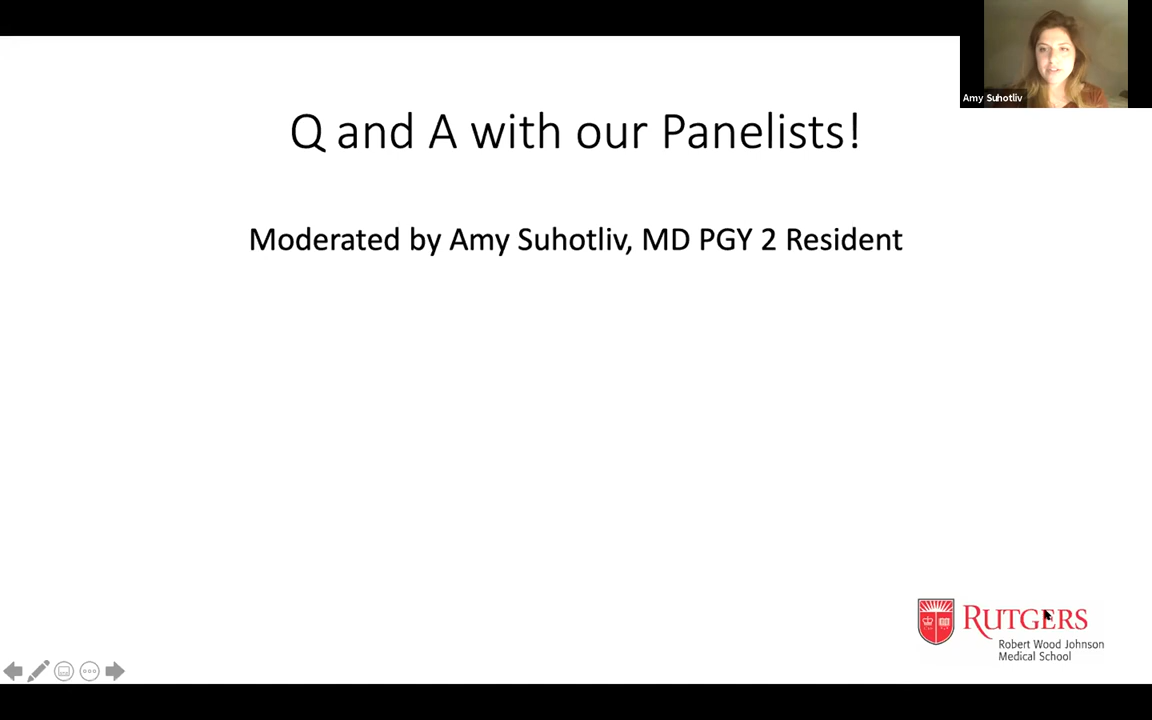 Amy Suhotliv
Q and A with our Panelists!
Moderated by Amy Suhotliv, MD PGY 2 Resident
RUTGERS
Robert Wood Johnson
Medical School